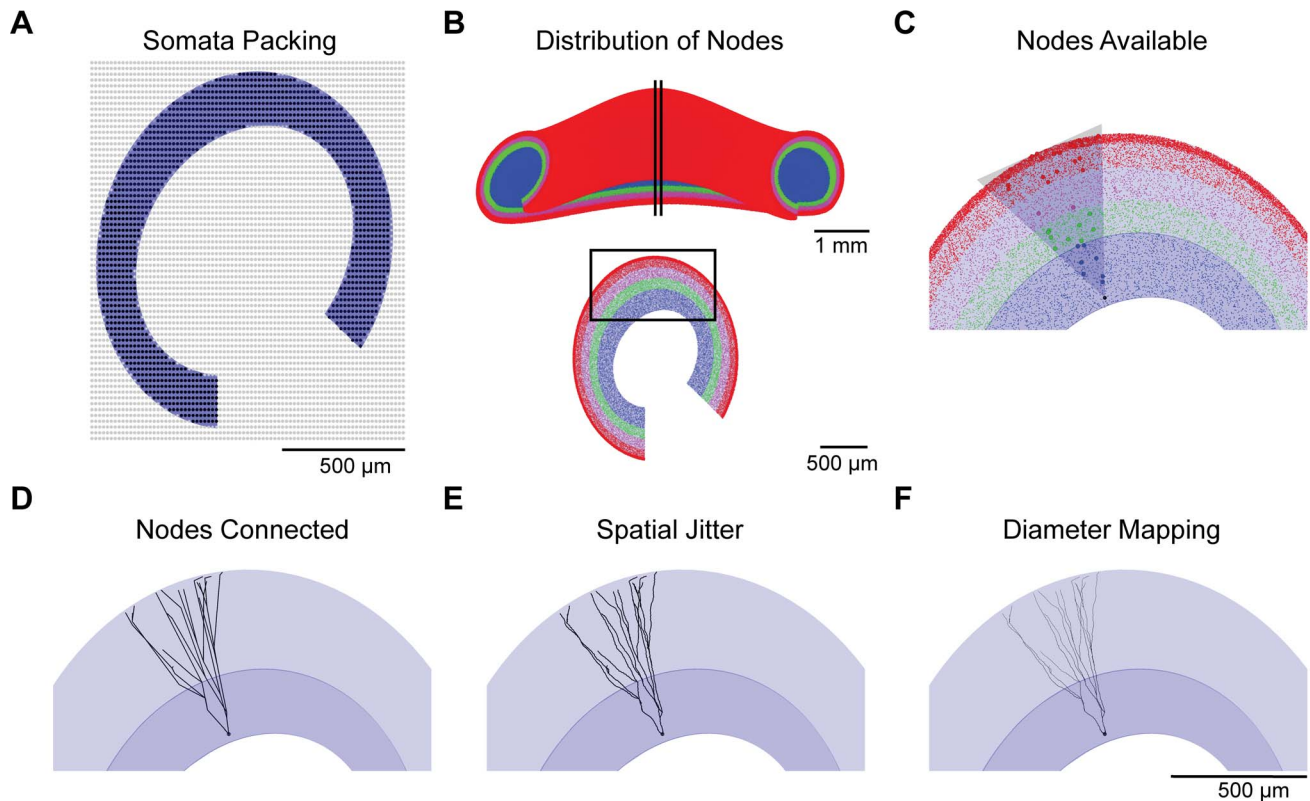 A
Somata Packing
500 µm
B
Distribution of Nodes
1 mm
500 µm
C
Nodes Available
D
Nodes Connected
E
Spatial Jitter
F
Diameter Mapping
500 µm